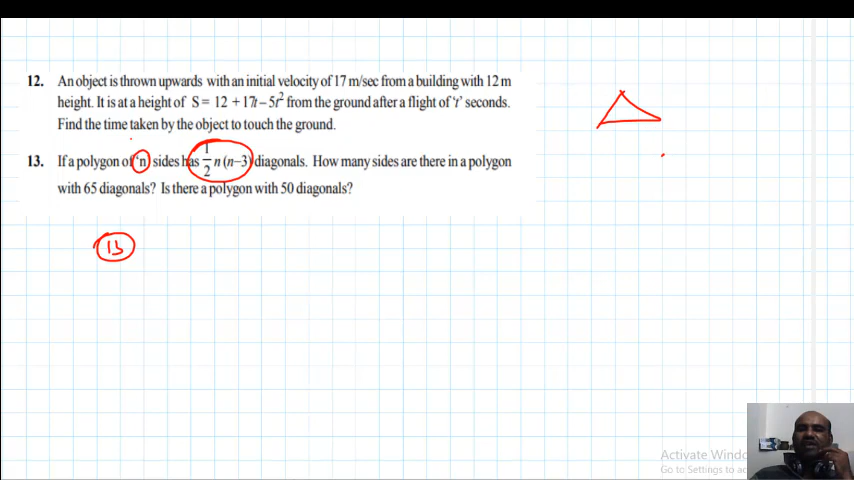 12. An object is thrown upwards with an initial velocity of 17 m/sec from a building with 12 m
height. It is at a height of S = 12 + 17t – 5t² from the ground after a flight of 't' seconds.
Find the time taken by the object to touch the ground.
13. If a polygon of 'n' sides has 1/2 n (n–3) diagonals. How many sides are there in a polygon
with 65 diagonals? Is there a polygon with 50 diagonals?
13
Activate Windo
Go to Settings to ac